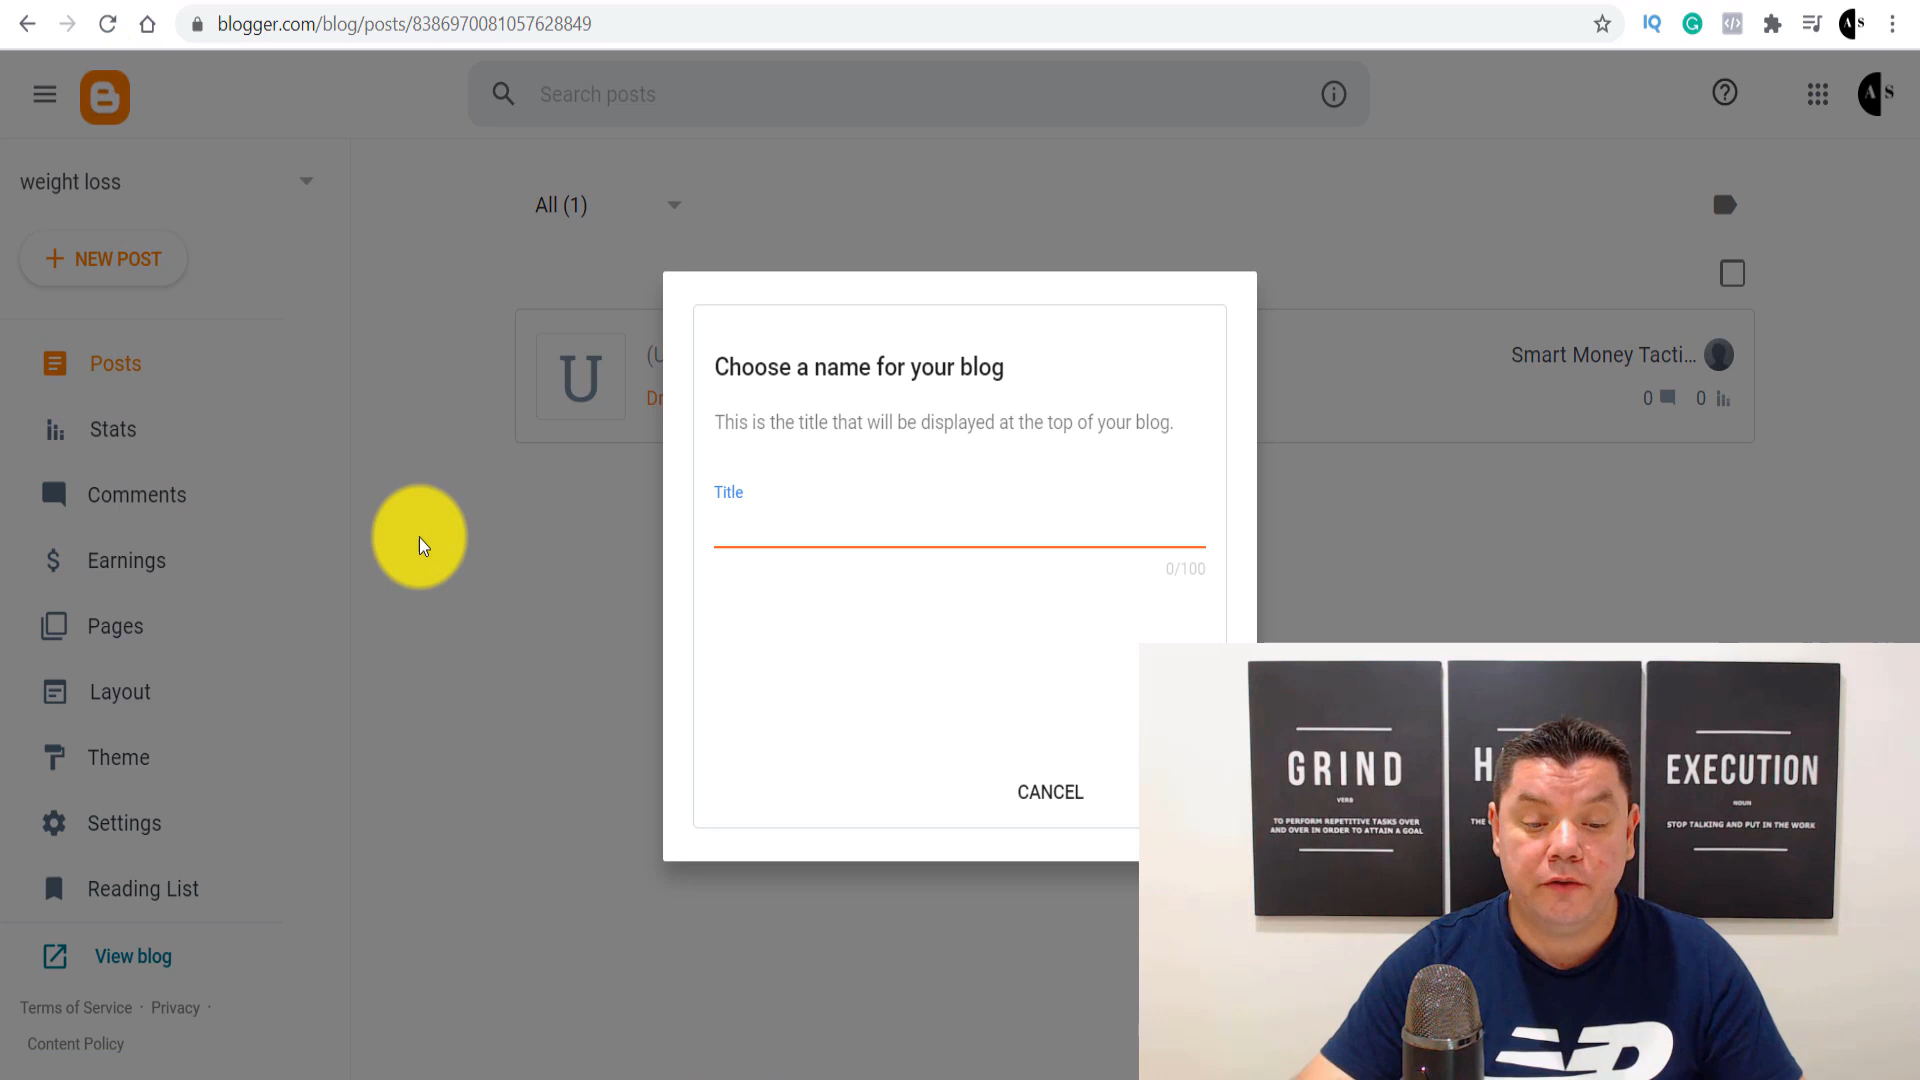 blogger.com/blog/posts/8386970081057628849
IQ
A S
Search posts
A S
weight loss
All (1)
NEW POST
Choose a name for your blog
U
Smart Money Tacti...
Posts
0 0
This is the title that will be displayed at the top of your blog.
Stats
Title
Comments
Earnings
0/100
Pages
Layout
Theme
GRIND
VERB
TO PERFORM REPETITIVE TASKS OVER
AND OVER IN ORDER TO ATTAIN A GOAL
H
THE
EXECUTION
NOUN
STOP TALKING AND PUT IN THE WORK
CANCEL
Settings
Reading List
View blog
Terms of Service · Privacy ·
Content Policy